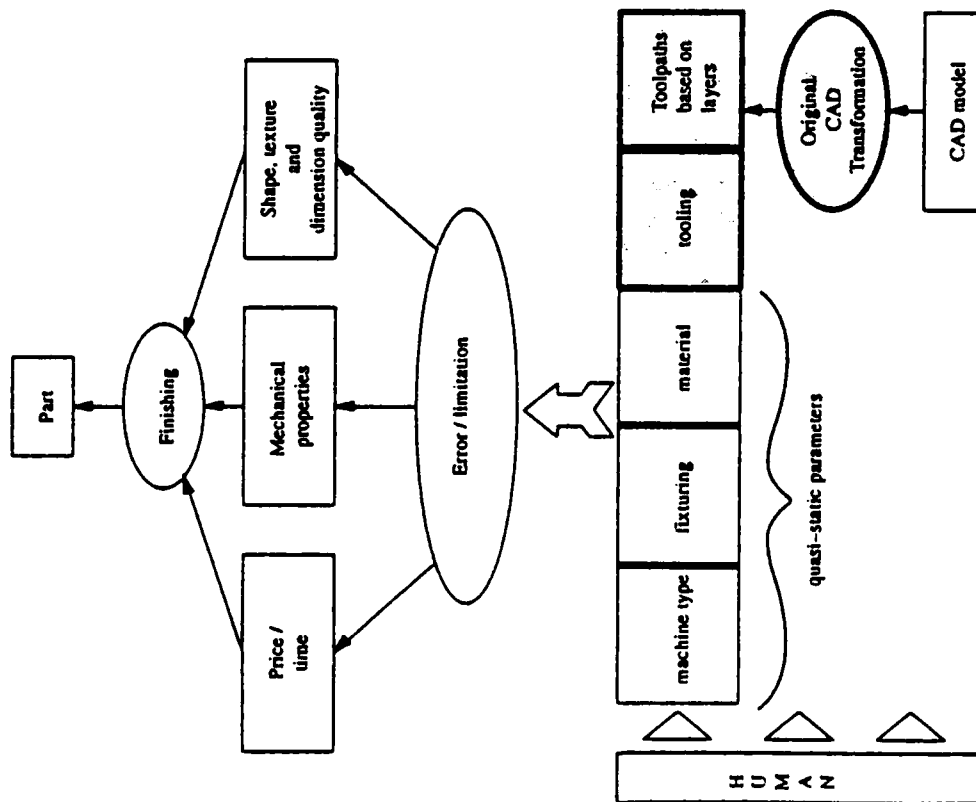 Part
Finishing
Price /
time
Mechanical
properties
Shape, texture
and
dimension quality
Error / limitation
machine type
fixturing
material
tooling
Toolpaths
based on
layers
quasi-static parameters
Original
CAD
Transformation
CAD model
H
U
M
A
N